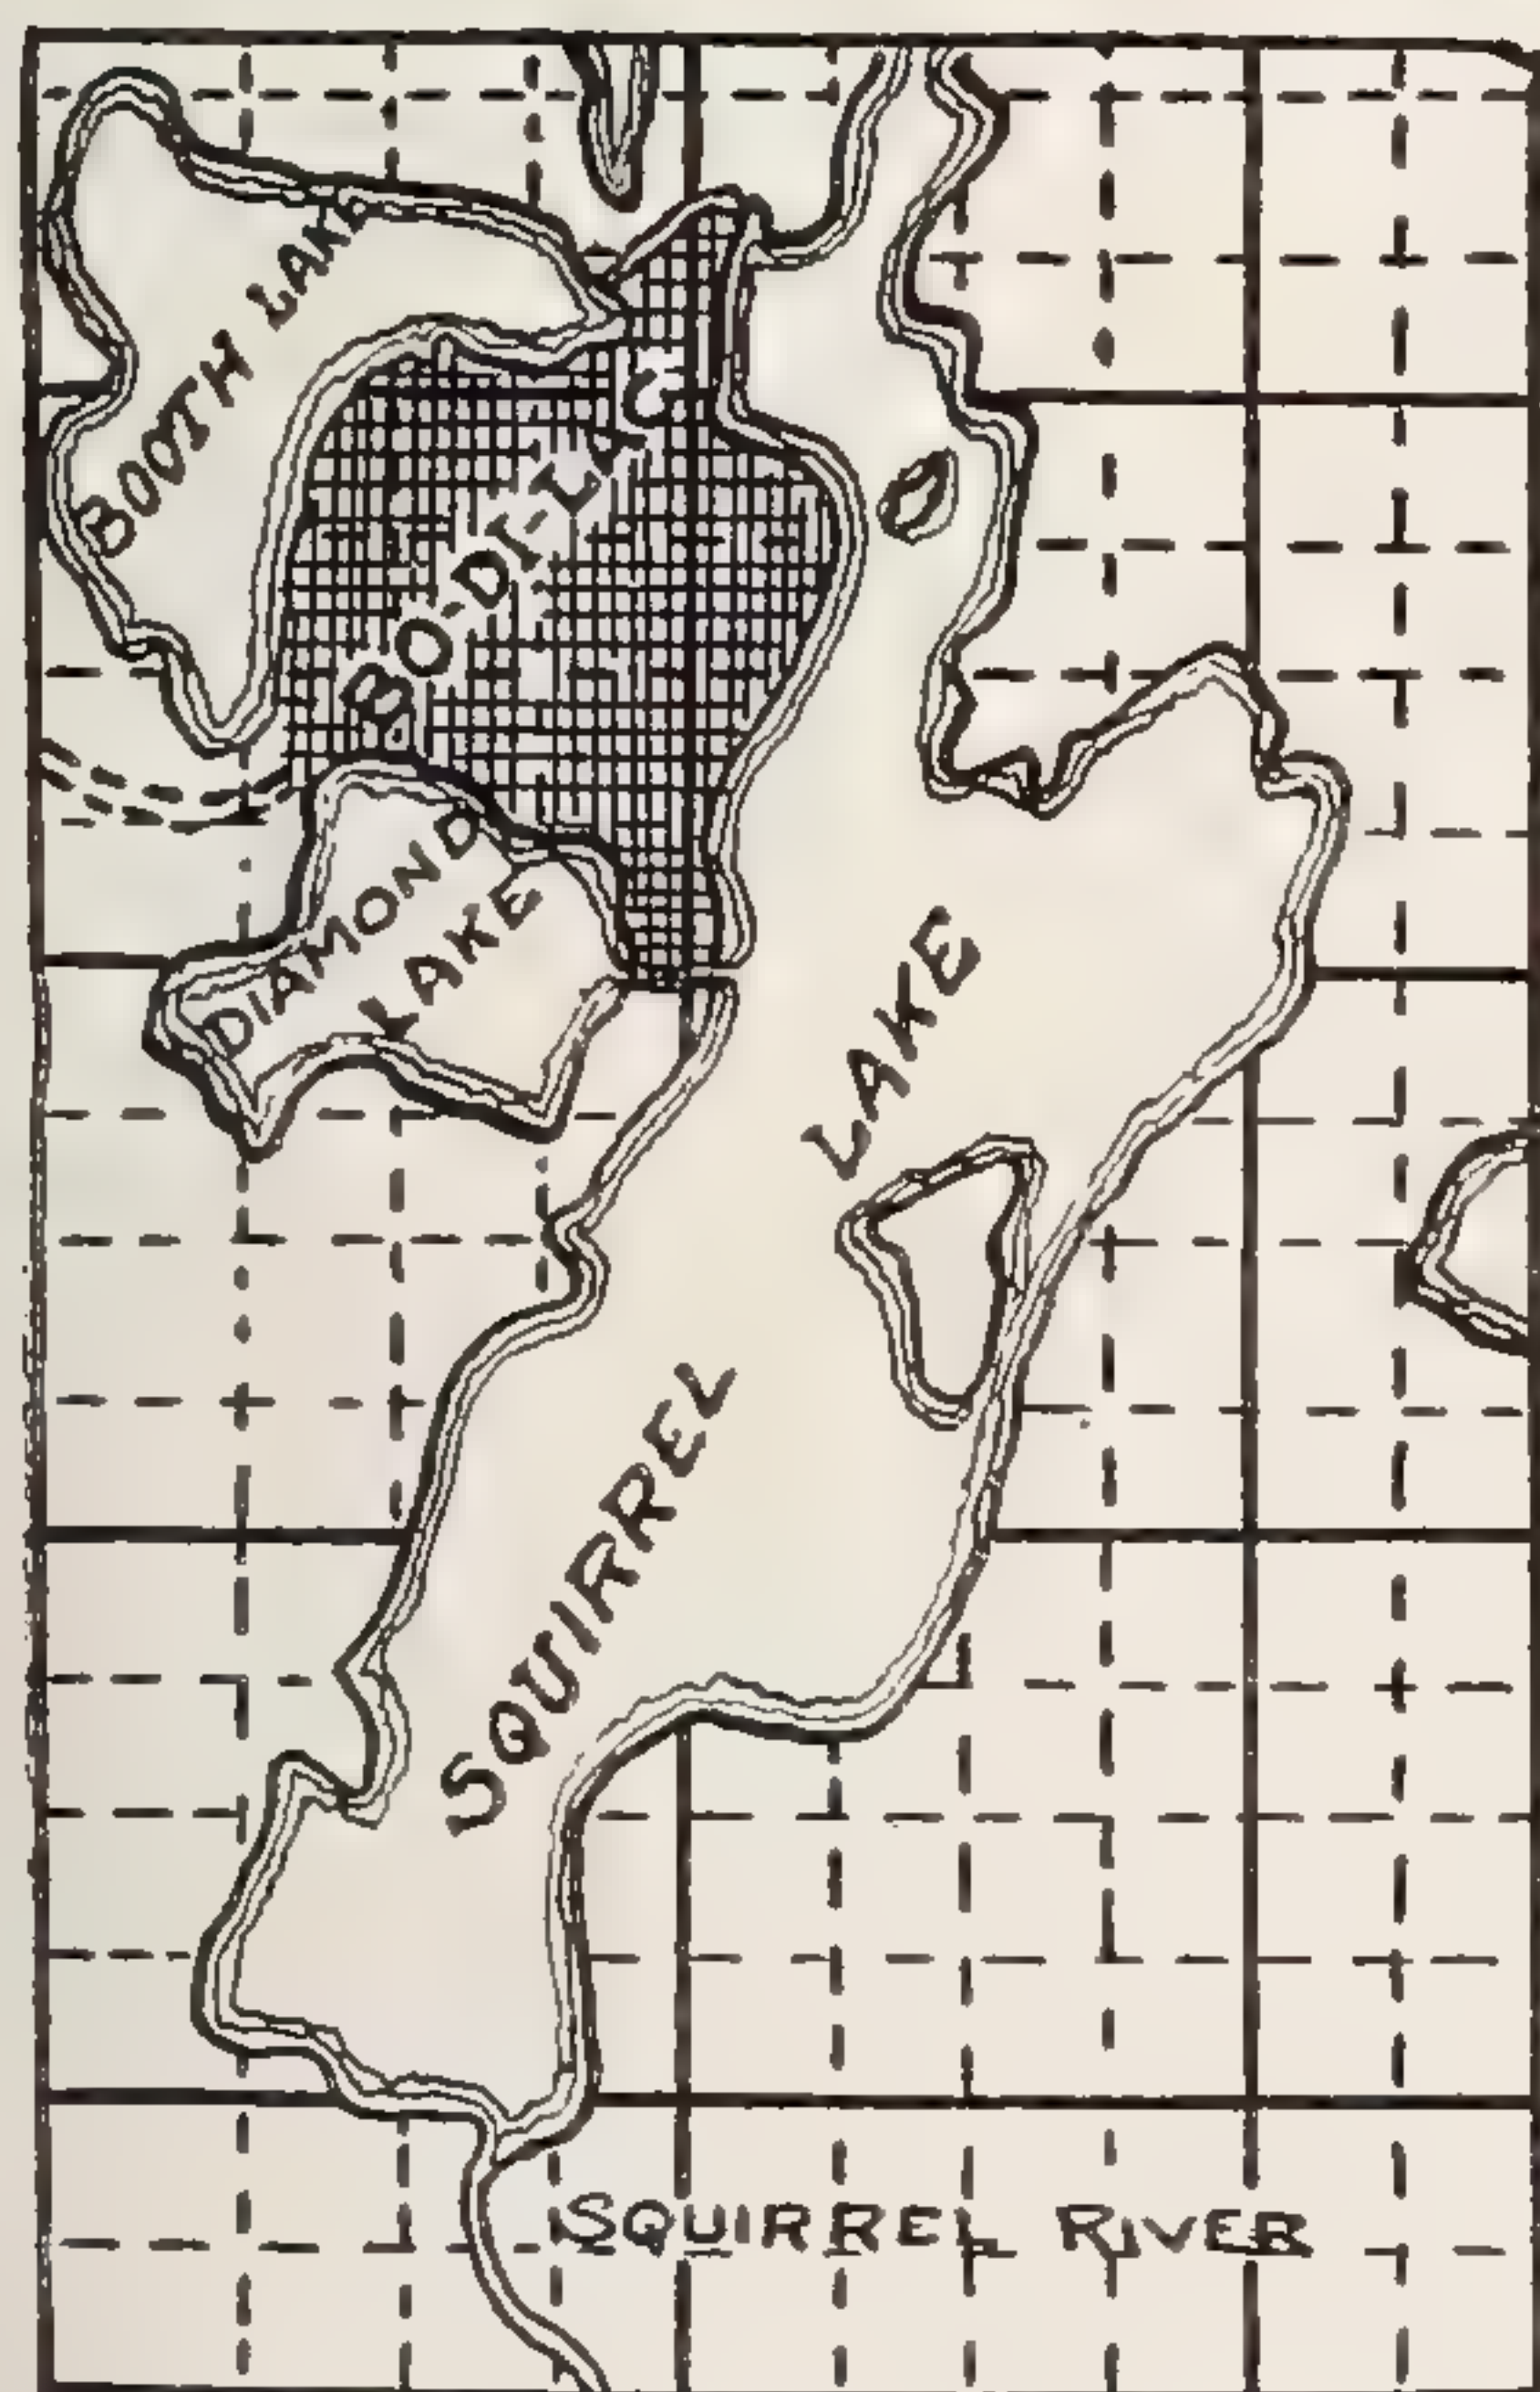 BOOTH LAKE
BO-DI-LAC
DIAMOND
LAKE
SQUIRREL LAKE
SQUIRREL RIVER